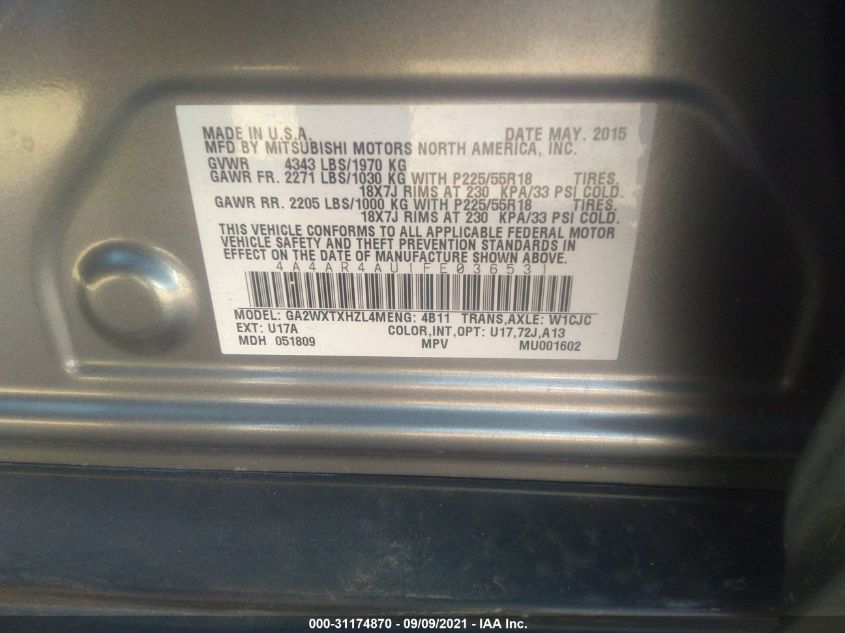 MADE IN U.S.A. DATE MAY. 2015
MFD BY MITSUBISHI MOTORS NORTH AMERICA, INC.
GVWR 4343 LBS/1970 KG
GAWR FR. 2271 LBS/1030 KG WITH P225/55R18 TIRES.
18X7J RIMS AT 230 KPA/33 PSI COLD.
GAWR RR. 2205 LBS/1000 KG WITH P225/55R18 TIRES.
18X7J RIMS AT 230 KPA/33 PSI COLD.
THIS VEHICLE CONFORMS TO ALL APPLICABLE FEDERAL MOTOR
VEHICLE SAFETY AND THEFT PREVENTION STANDARDS IN
EFFECT ON THE DATE OF MANUFACTURE SHOWN ABOVE.
4A4AR4AU1FE036531
MODEL: GA2WXTXHZL4MENG: 4B11 TRANS,AXLE: W1CJC
EXT: U17A COLOR,INT,OPT: U17,72J,A13
MDH 051809 MPV MU001602
000-31174870 - 09/09/2021 - IAA Inc.